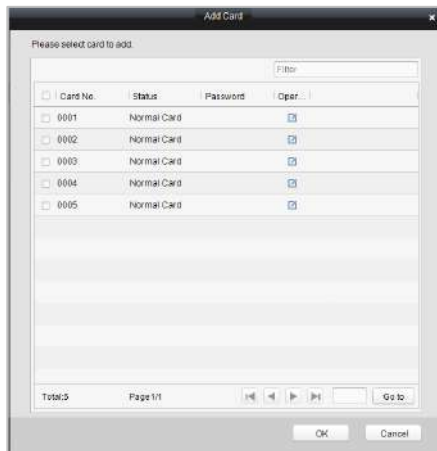 Add Card
Please select card to add.
Filter
Card No. Status Password Oper...
0001 Normal Card
0002 Normal Card
0003 Normal Card
0004 Normal Card
0005 Normal Card
Total:5 Page1/1 Go to
OK Cancel